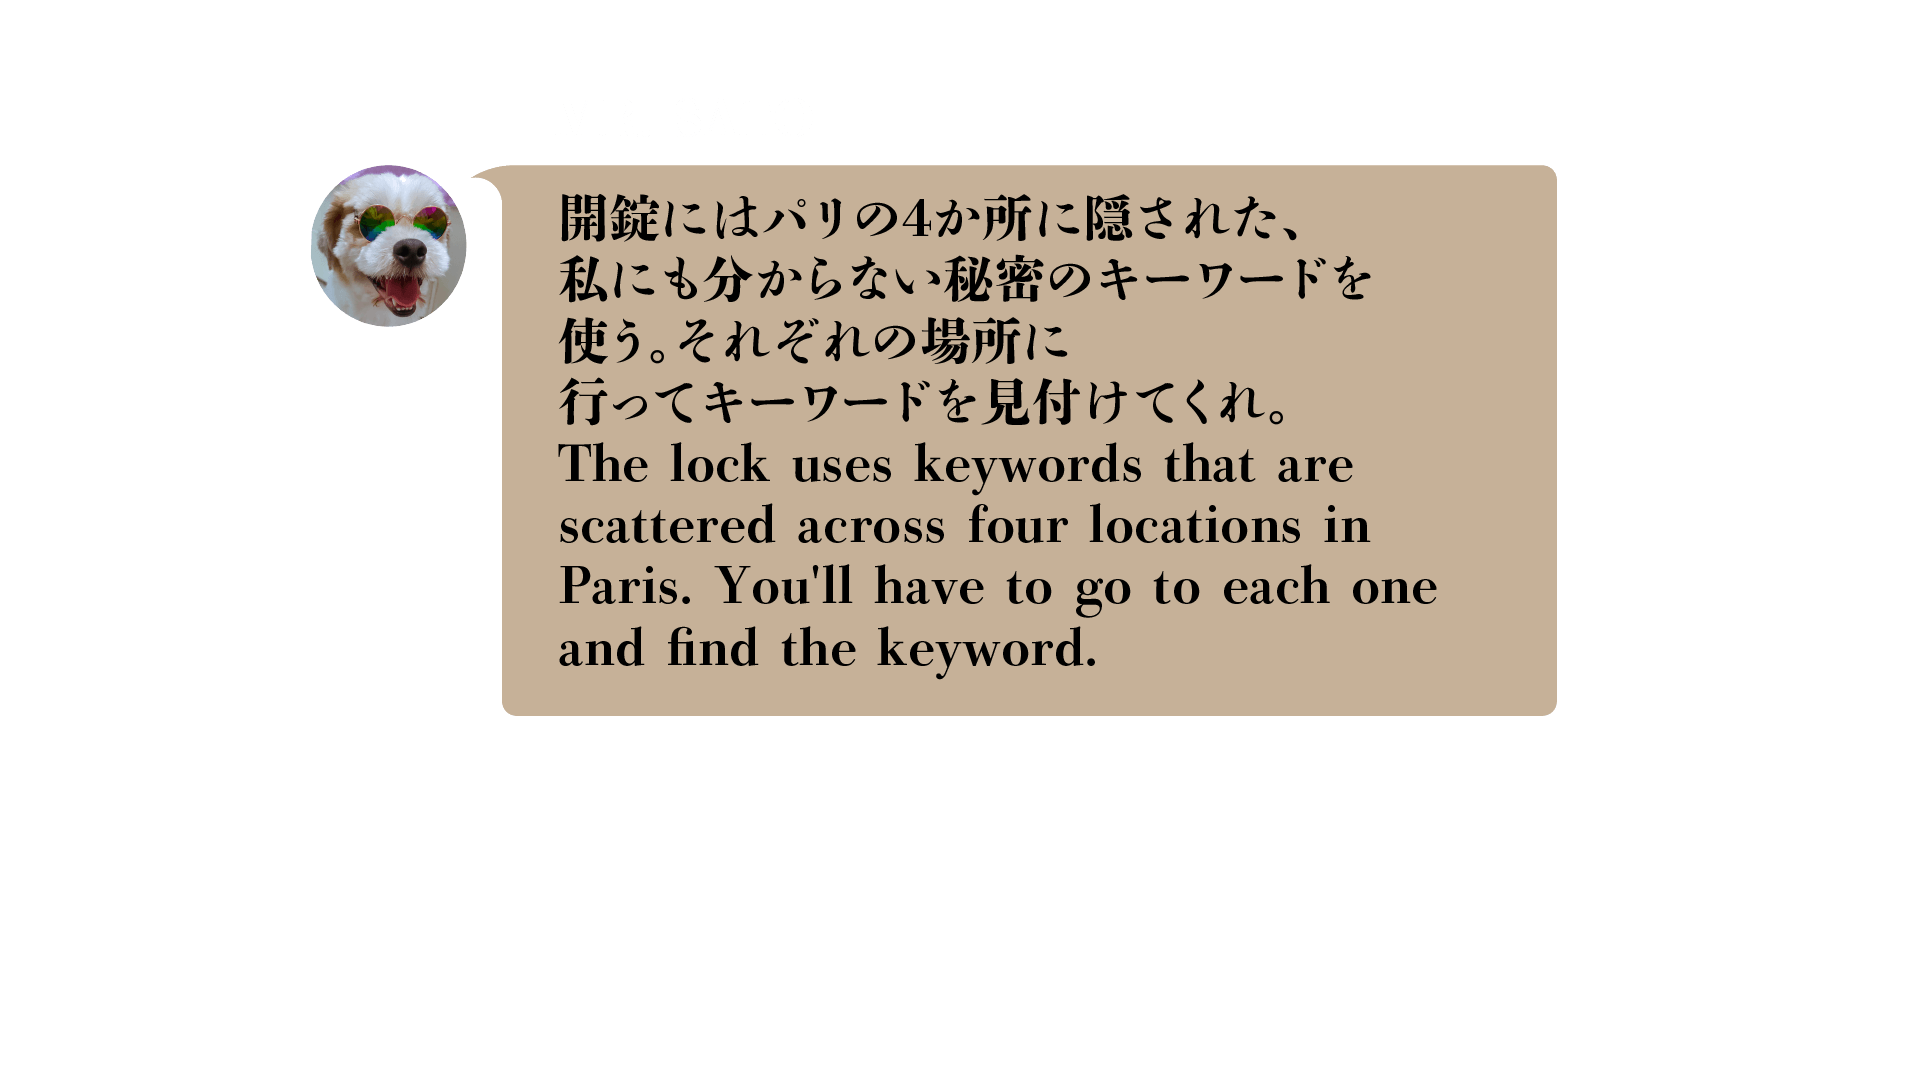 開錠にはパリの4か所に隠された、
私にも分からない秘密のキーワードを
使う。それぞれの場所に
行ってキーワードを見付けてくれ。
The lock uses keywords that are
scattered across four locations in
Paris. You'll have to go to each one
and find the keyword.